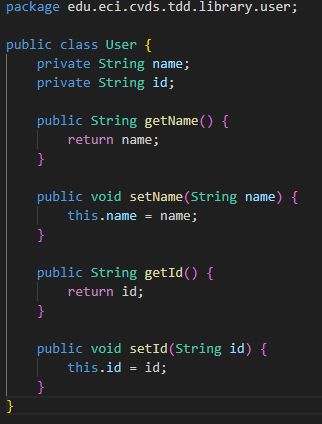 package edu.eci.cvds.tdd.library.user;
public class User {
private String name;
private String id;
public String getName() {
return name;
}
public void setName(String name) {
this.name = name;
}
public String getId() {
return id;
}
public void setId(String id) {
this.id = id;
}
}